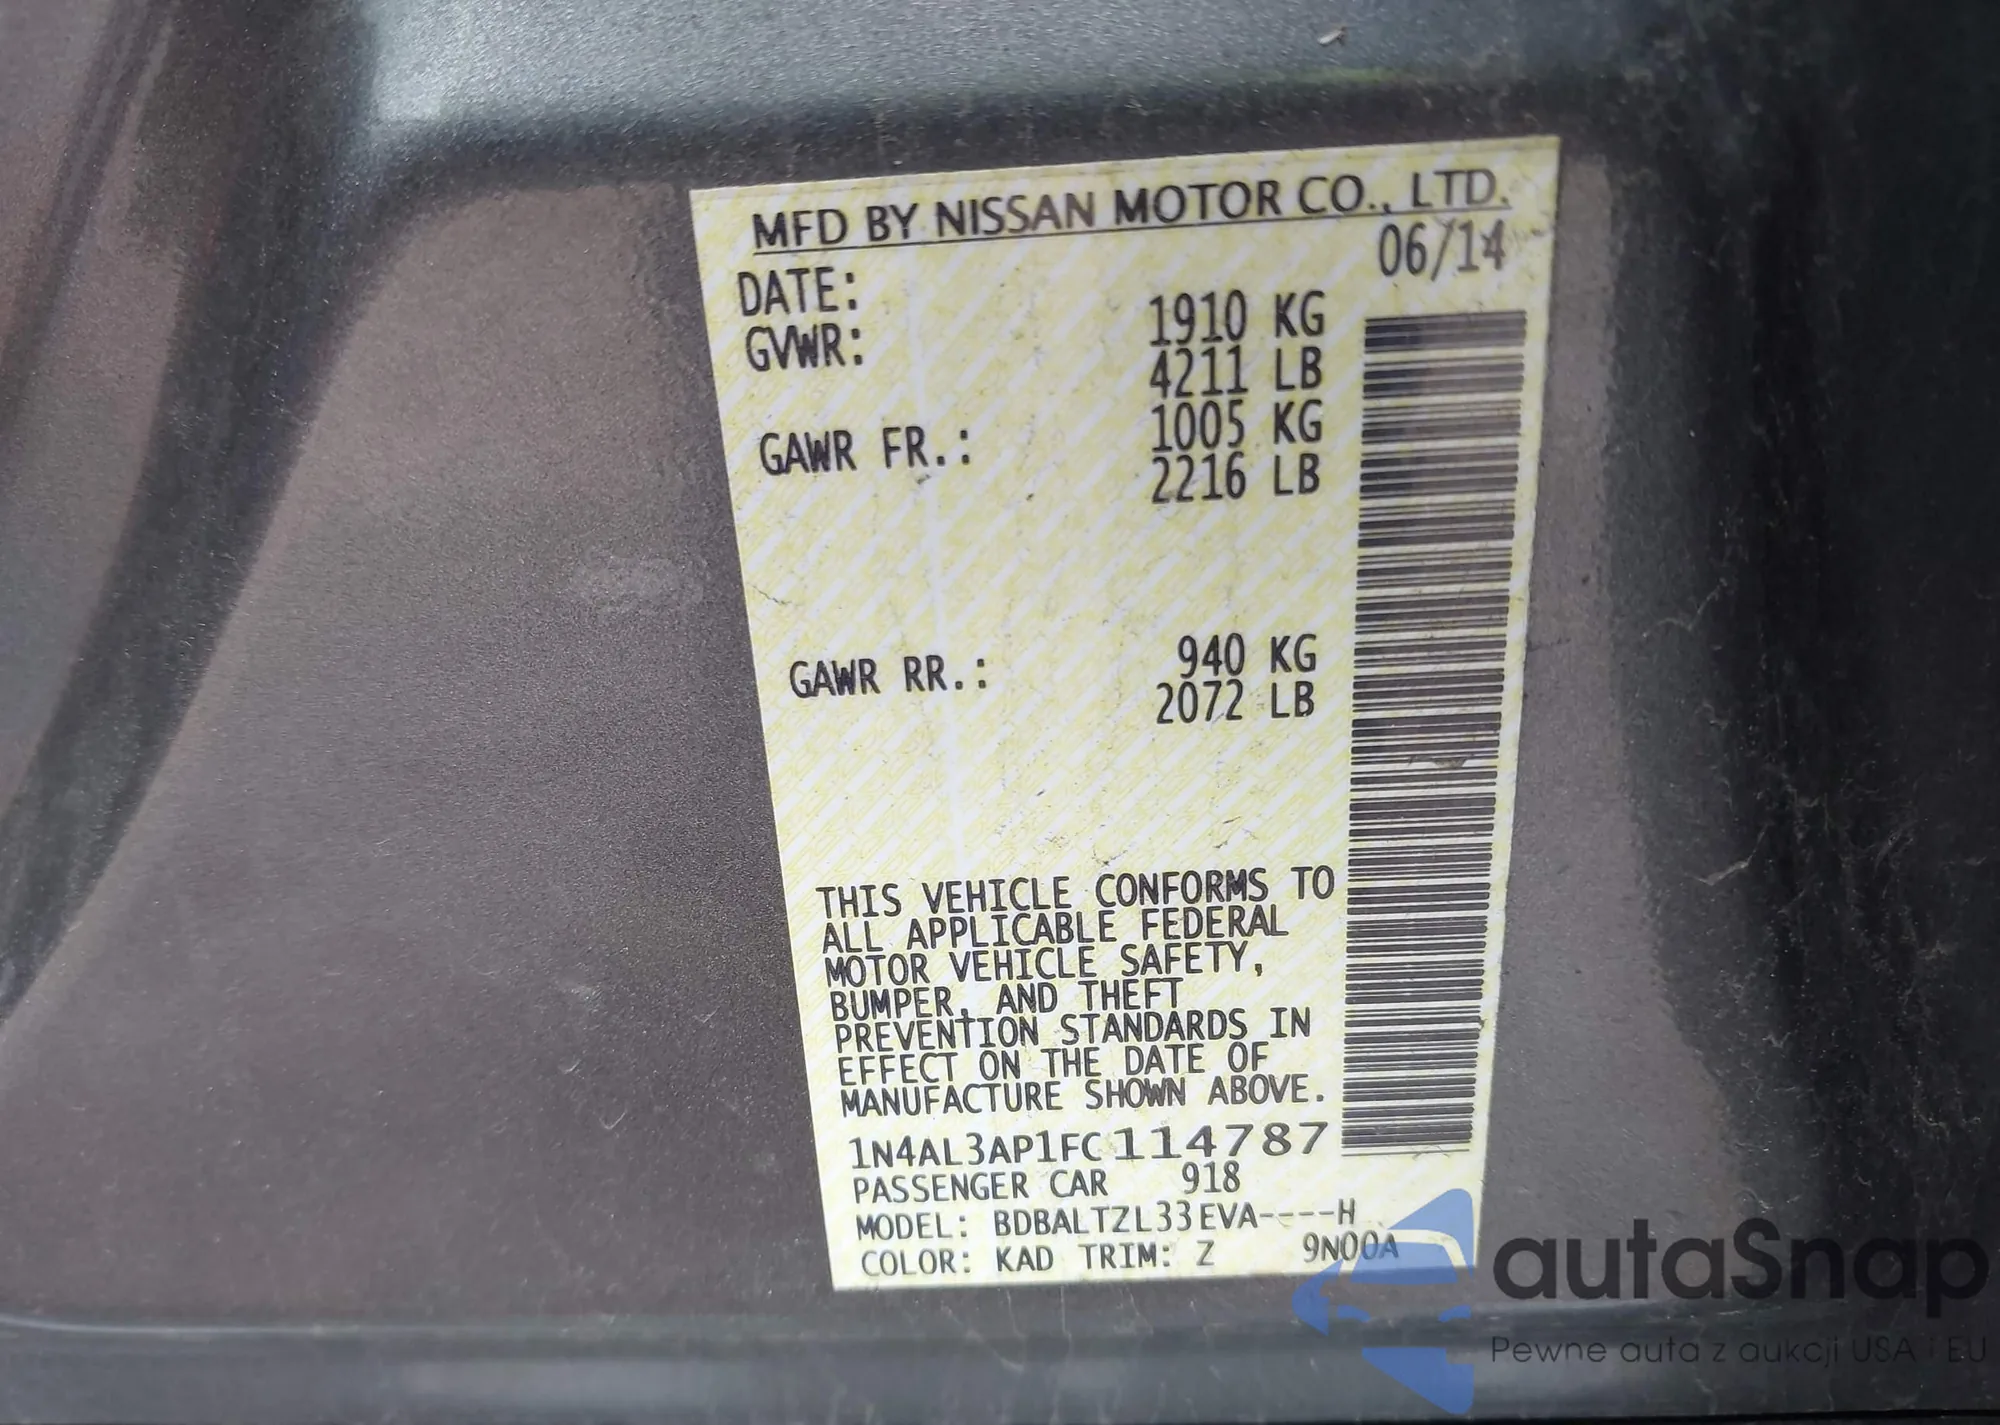 MFD BY NISSAN MOTOR CO., LTD.
DATE: 06/14
GVWR: 1910 KG
4211 LB
GAWR FR.: 1005 KG
2216 LB
GAWR RR.: 940 KG
2072 LB
THIS VEHICLE CONFORMS TO
ALL APPLICABLE FEDERAL
MOTOR VEHICLE SAFETY,
BUMPER, AND THEFT
PREVENTION STANDARDS IN
EFFECT ON THE DATE OF
MANUFACTURE SHOWN ABOVE.
1N4AL3AP1FC114787
PASSENGER CAR 918
MODEL: BDBALTZL33EVA----H
COLOR: KAD TRIM: Z 9N00A
autaSnap
Pewne auta z aukcji USA i EU